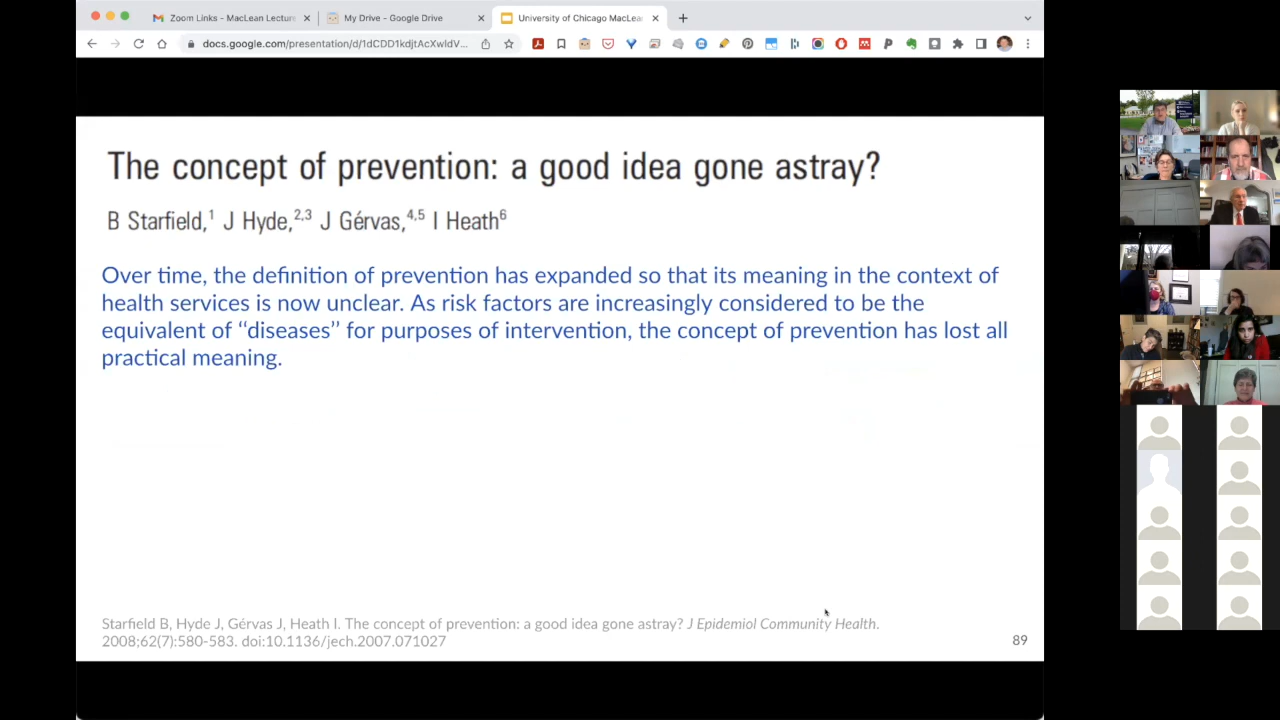 Zoom Links - MacLean Lecture
My Drive - Google Drive
University of Chicago MacLea
docs.google.com/presentation/d/1dCDD1kdjtAcXwIdV...
The concept of prevention: a good idea gone astray?
B Starfield,1 J Hyde,2,3 J Gérvas,4,5 I Heath6
Over time, the definition of prevention has expanded so that its meaning in the context of
health services is now unclear. As risk factors are increasingly considered to be the
equivalent of ‘‘diseases’’ for purposes of intervention, the concept of prevention has lost all
practical meaning.
Starfield B, Hyde J, Gérvas J, Heath I. The concept of prevention: a good idea gone astray? J Epidemiol Community Health.
2008;62(7):580-583. doi:10.1136/jech.2007.071027
89